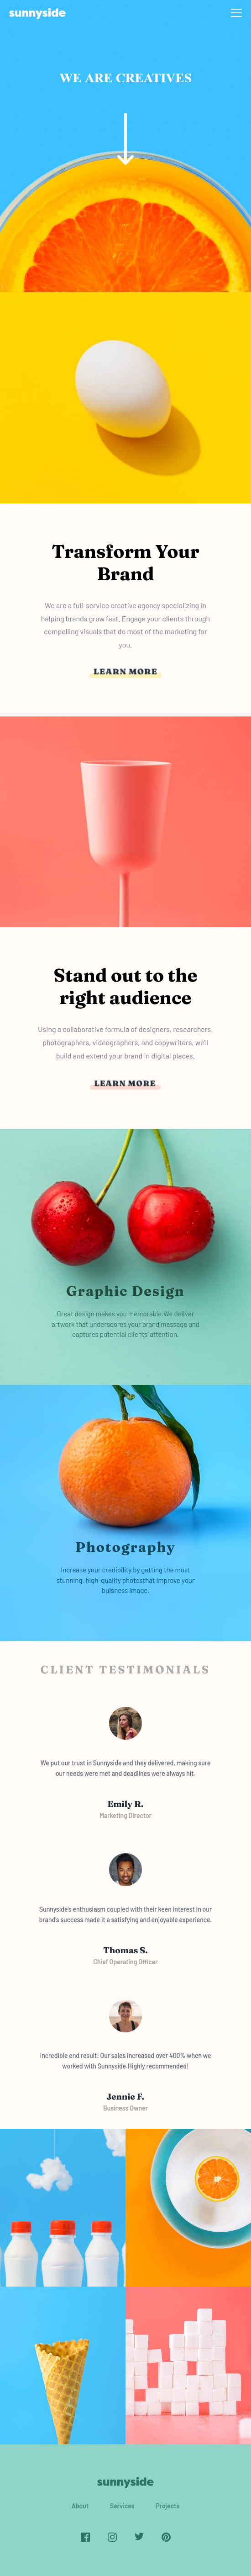 sunnyside
WE ARE CREATIVES
Transform Your
Brand
We are a full-service creative agency specializing in
helping brands grow fast. Engage your clients through
compelling visuals that do most of the marketing for
you.
LEARN MORE
Stand out to the
right audience
Using a collaborative formula of designers, researchers,
photographers, videographers, and copywriters, we'll
build and extend your brand in digital places.
LEARN MORE
Graphic Design
Great design makes you memorable.We deliver
artwork that underscores your brand message and
captures potential clients' attention.
Photography
Increase your credibility by getting the most
stunning, high-quality photosthat improve your
buisness image.
CLIENT TESTIMONIALS
We put our trust in Sunnyside and they delivered, making sure
our needs were met and deadlines were always hit.
Emily R.
Marketing Director
Sunnyside's enthusiasm coupled with their keen interest in our
brand's success made it a satisfying and enjoyable experience.
Thomas S.
Chief Operating Officer
Incredible end result! Our sales increased over 400% when we
worked with Sunnyside.Highly recommended!
Jennie F.
Business Owner
sunnyside
About Services Projects